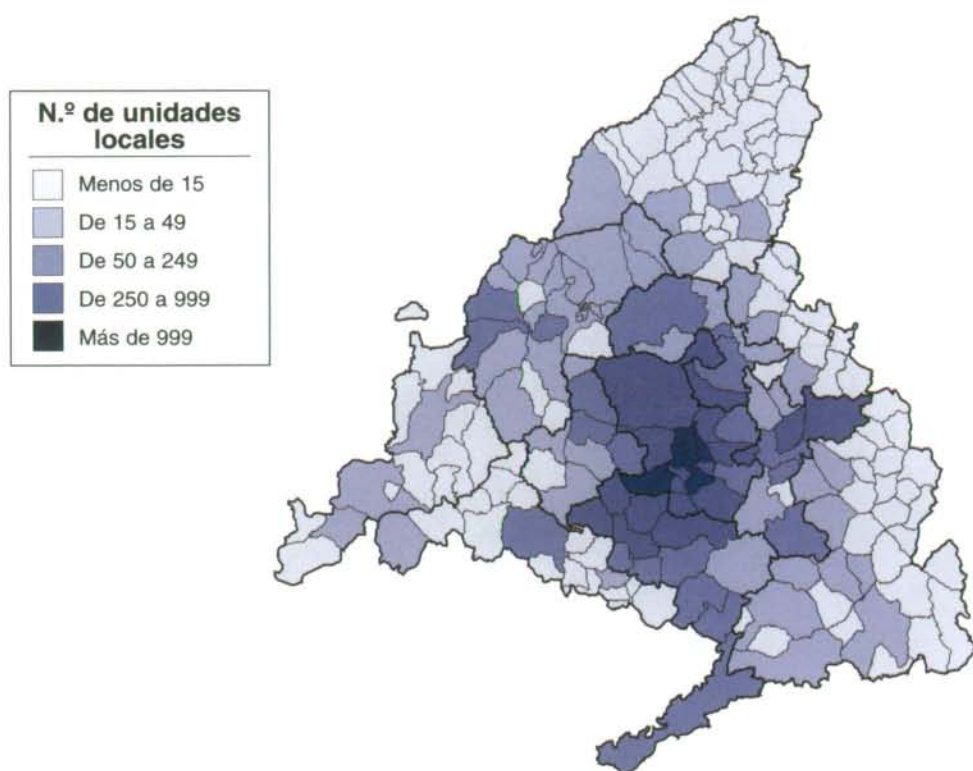 N.º de unidades
locales
Menos de 15
De 15 a 49
De 50 a 249
De 250 a 999
Más de 999